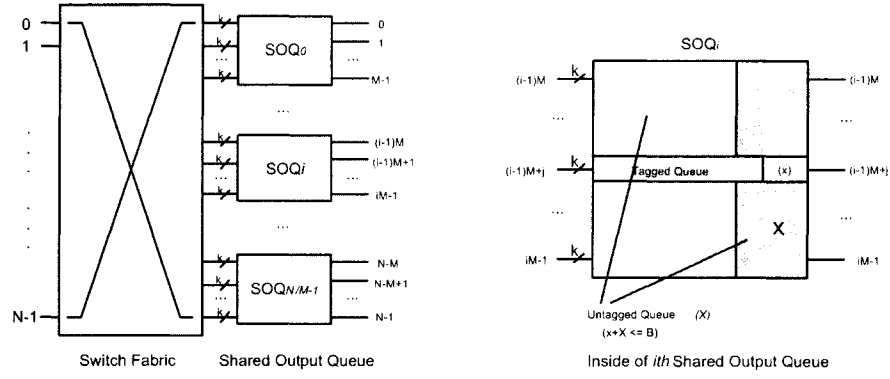 0
1
N-1
k
k
k
SOQ0
0
1
...
M-1
...
k
k
k
SOQi
(i-1)M
(i-1)M+1
...
iM-1
...
k
k
k
SOQN/M-1
N-M
N-M+1
...
N-1
Switch Fabric
Shared Output Queue
SOQi
(i-1)M
k
(i-1)M
...
...
(i-1)M+j
k
Tagged Queue
(x)
(i-1)M+j
...
...
X
iM-1
k
iM-1
Untagged Queue (X)
(x+X <= B)
Inside of ith Shared Output Queue